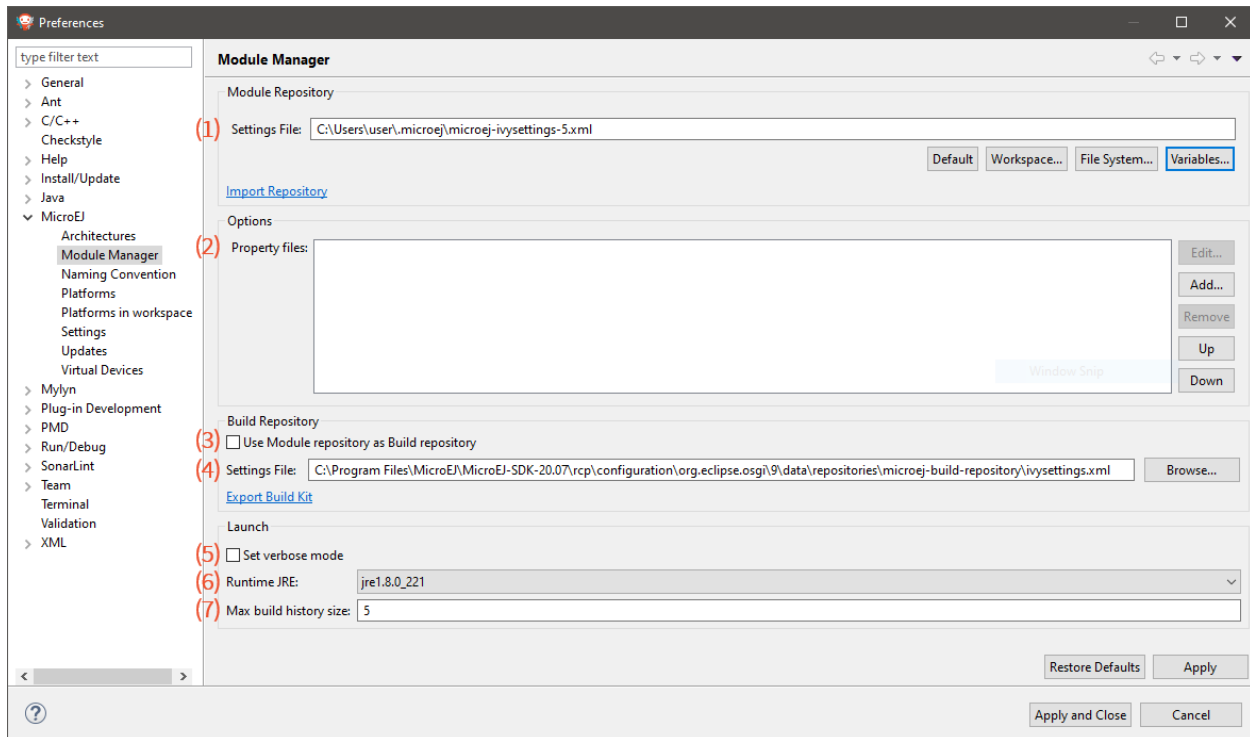 Preferences
type filter text
General
Ant
C/C++
Checkstyle
Help
Install/Update
Java
MicroEJ
Architectures
Module Manager
Naming Convention
Platforms
Platforms in workspace
Settings
Updates
Virtual Devices
Mylyn
Plug-in Development
PMD
Run/Debug
SonarLint
Team
Terminal
Validation
XML
Module Manager
Module Repository
(1) Settings File: C:\Users\user\.microej\microej-ivysettings-5.xml
Default Workspace... File System... Variables...
Import Repository
Options
(2) Property files:
Edit...
Add...
Remove
Up
Window Snip
Down
Build Repository
(3) Use Module repository as Build repository
(4) Settings File: C:\Program Files\MicroEJ\MicroEJ-SDK-20.07\rcp\configuration\org.eclipse.osgi\9\data\repositories\microej-build-repository\ivysettings.xml Browse...
Export Build Kit
Launch
(5) Set verbose mode
(6) Runtime JRE: jre1.8.0_221
(7) Max build history size: 5
Restore Defaults Apply
? Apply and Close Cancel